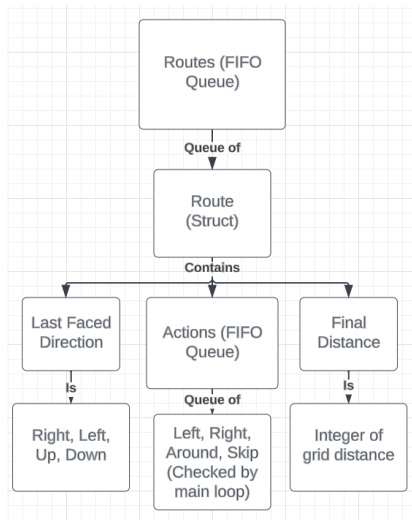 Routes (FIFO
Queue)
Queue of
Route
(Struct)
Contains
Last Faced
Direction
Actions (FIFO
Queue)
Final
Distance
Is
Queue of
Is
Right, Left,
Up, Down
Left, Right,
Around, Skip
(Checked by
main loop)
Integer of
grid distance